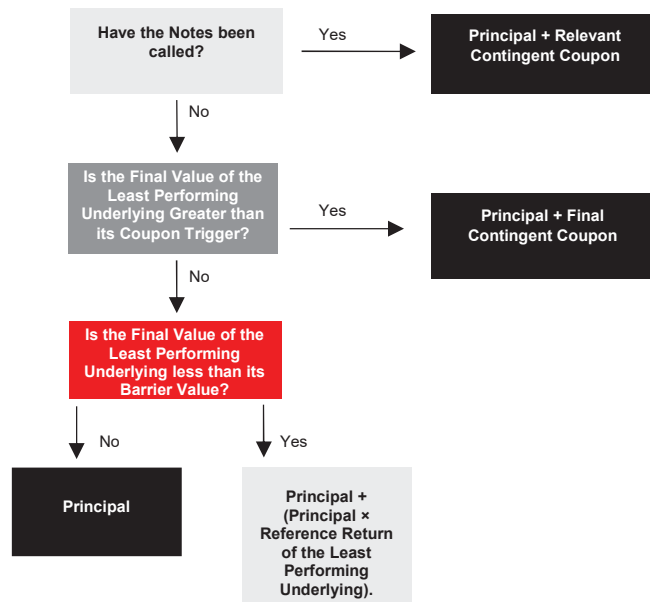 Have the Notes been
called?
Yes
Principal + Relevant
Contingent Coupon
No
Is the Final Value of the
Least Performing
Underlying Greater than
its Coupon Trigger?
Yes
Principal + Final
Contingent Coupon
No
Is the Final Value of the
Least Performing
Underlying less than its
Barrier Value?
No
Yes
Principal
Principal +
(Principal ×
Reference Return
of the Least
Performing
Underlying).